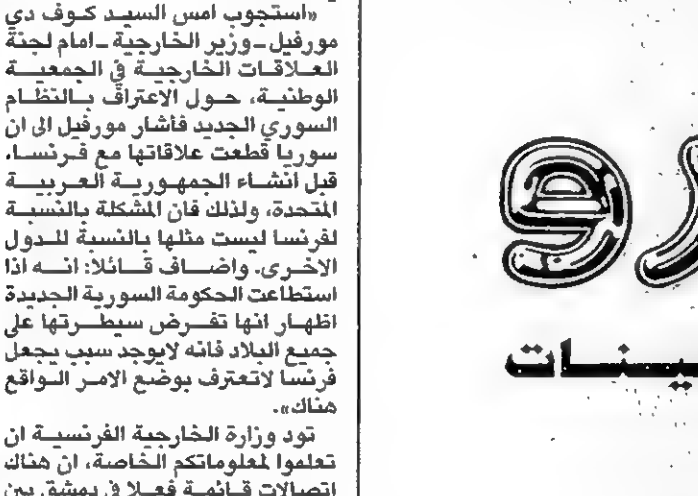 «استجوب امس السيد كوف دي
مورفيل ـ وزير الخارجية ـ امام لجنة
العلاقات الخارجية في الجمعية
الوطنية، حول الاعتراف بالنظام
السوري الجديد فأشار مورفيل الى ان
سوريا قطعت علاقاتها مع فرنسا،
قبل انشاء الجمهورية العربية
المتحدة، ولذلك فان المشكلة بالنسبة
لفرنسا ليست مثلها بالنسبة للدول
الاخرى. واضاف قائلا: انه اذا
استطاعت الحكومة السورية الجديدة
اظهار انها تفرض سيطرتها على
جميع البلاد فانه لايوجد سبب يجعل
فرنسا لاتعترف بوضع الامر الواقع
هناك».
تود وزارة الخارجية الفرنسية ان
تعلموا لمعلوماتكم الخاصة، ان هناك
اتصالات قائمة فعلا في دمشق بين
رو
ينات